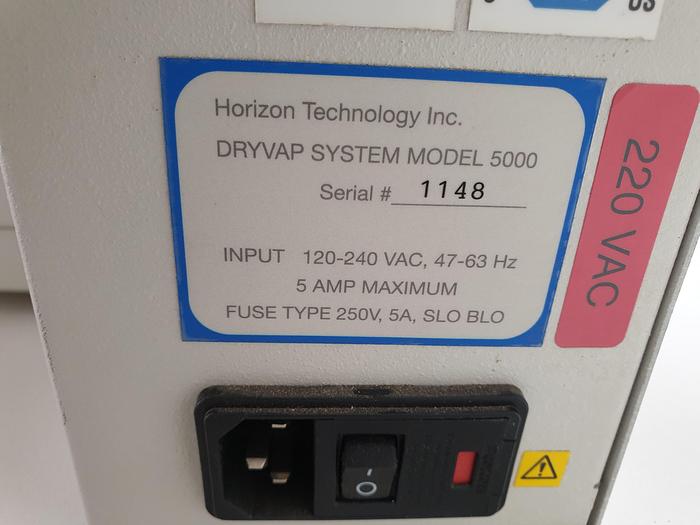 US
Horizon Technology Inc.
DRYVAP SYSTEM MODEL 5000
Serial # 1148
INPUT 120-240 VAC, 47-63 Hz
5 AMP MAXIMUM
FUSE TYPE 250V, 5A, SLO BLO
220 VAC